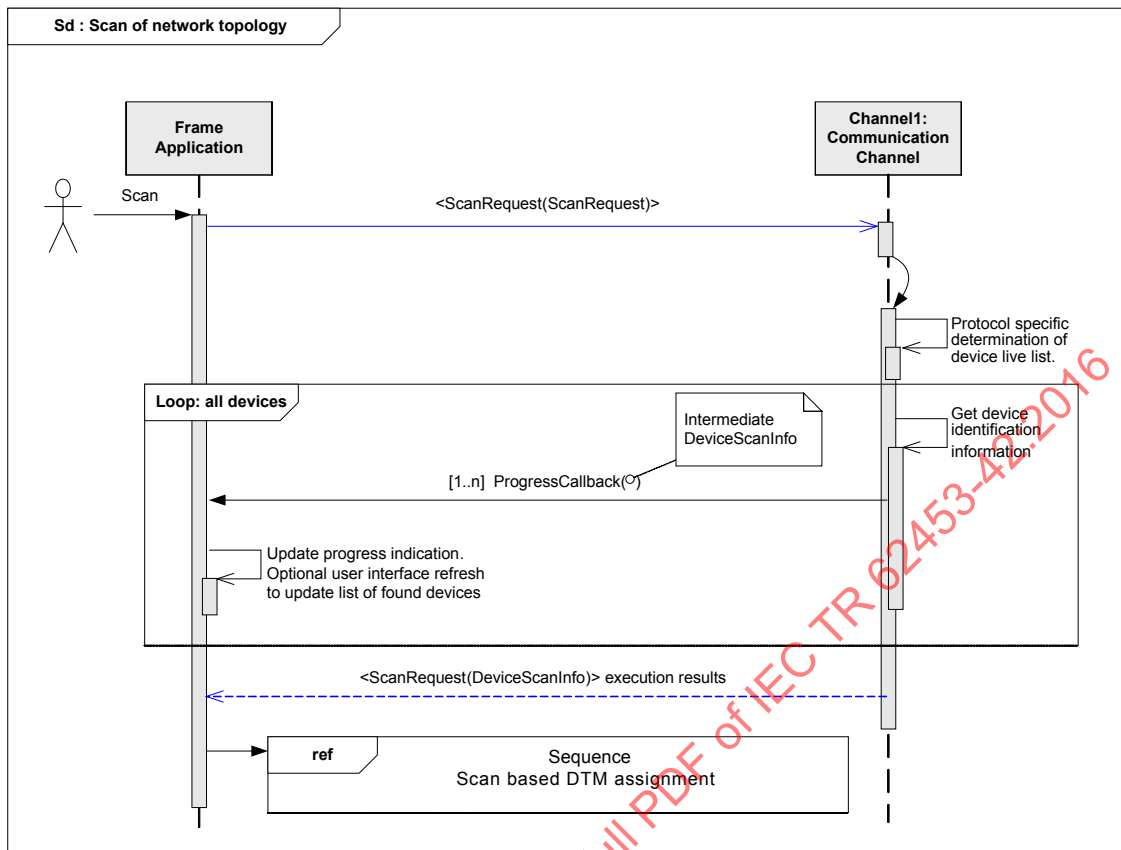 Sd : Scan of network topology
Frame
Application
Channel1:
Communication
Channel
Scan
<ScanRequest(ScanRequest)>
Protocol specific
determination of
device live list.
Loop: all devices
Intermediate
DeviceScanInfo
Get device
identification
information
[1..n] ProgressCallback( )
Update progress indication.
Optional user interface refresh
to update list of found devices
<ScanRequest(DeviceScanInfo)> execution results
ref
Sequence
Scan based DTM assignment
ull PDF of IEC TR 62453-42:2016